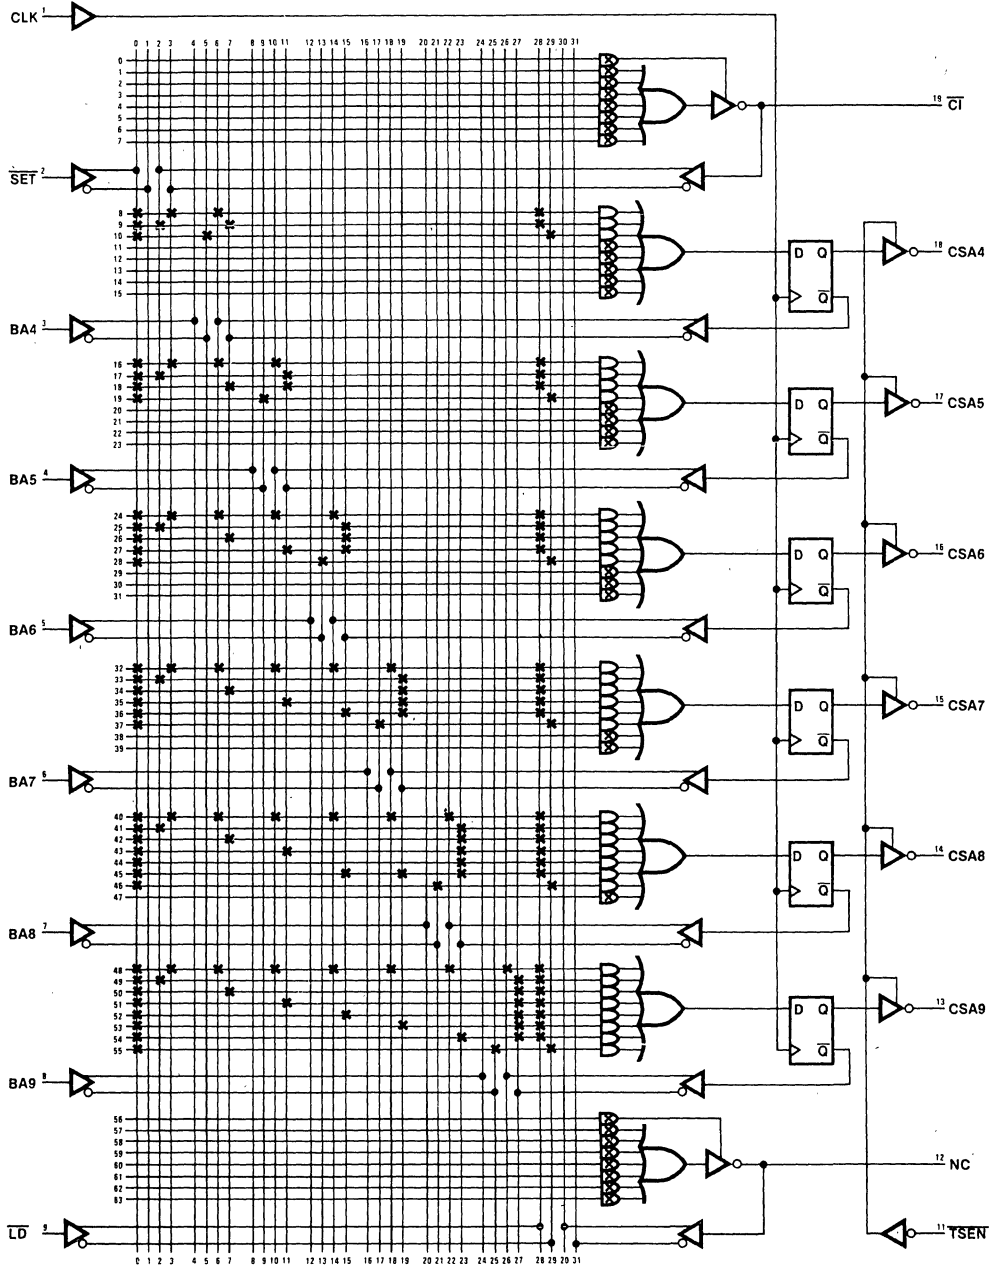 CLK 1
0 1 2 3 4 5 6 7 8 9 10 11 12 13 14 15 16 17 18 19 20 21 22 23 24 25 26 27 28 29 30 31
0
1
2
3
4
5
6
7
19 CI
SET 2
8
9
10
11
12
13
14
15
D Q
Q
18 CSA4
BA4 3
16
17
18
19
20
21
22
23
D Q
Q
17 CSA5
BA5 4
24
25
26
27
28
29
30
31
D Q
Q
16 CSA6
BA6 5
32
33
34
35
36
37
38
39
D Q
Q
15 CSA7
BA7 6
40
41
42
43
44
45
46
47
D Q
Q
14 CSA8
BA8 7
48
49
50
51
52
53
54
55
D Q
Q
13 CSA9
BA9 8
56
57
58
59
60
61
62
63
12 NC
LD 9
11 TSEN
0 1 2 3 4 5 6 7 8 9 10 11 12 13 14 15 16 17 18 19 20 21 22 23 24 25 26 27 28 29 20 31